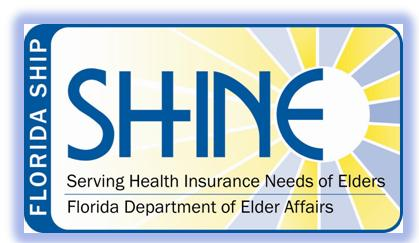 FLORIDA SHIP
SHINE
Serving Health Insurance Needs of Elders
Florida Department of Elder Affairs